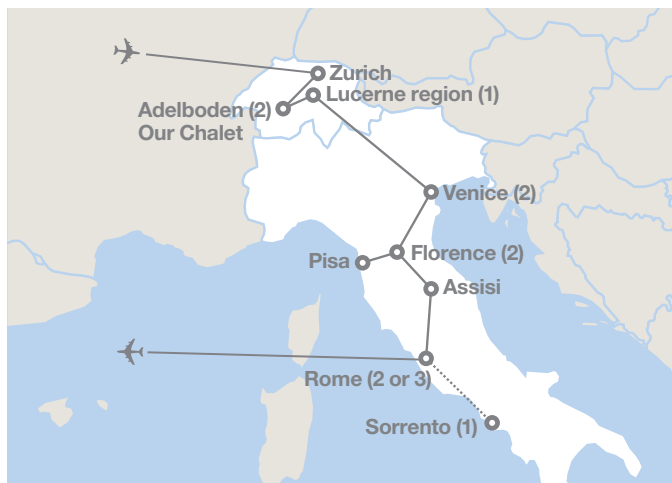 Zurich
Lucerne region (1)
Adelboden (2)
Our Chalet
Venice (2)
Florence (2)
Pisa
Assisi
Rome (2 or 3)
Sorrento (1)